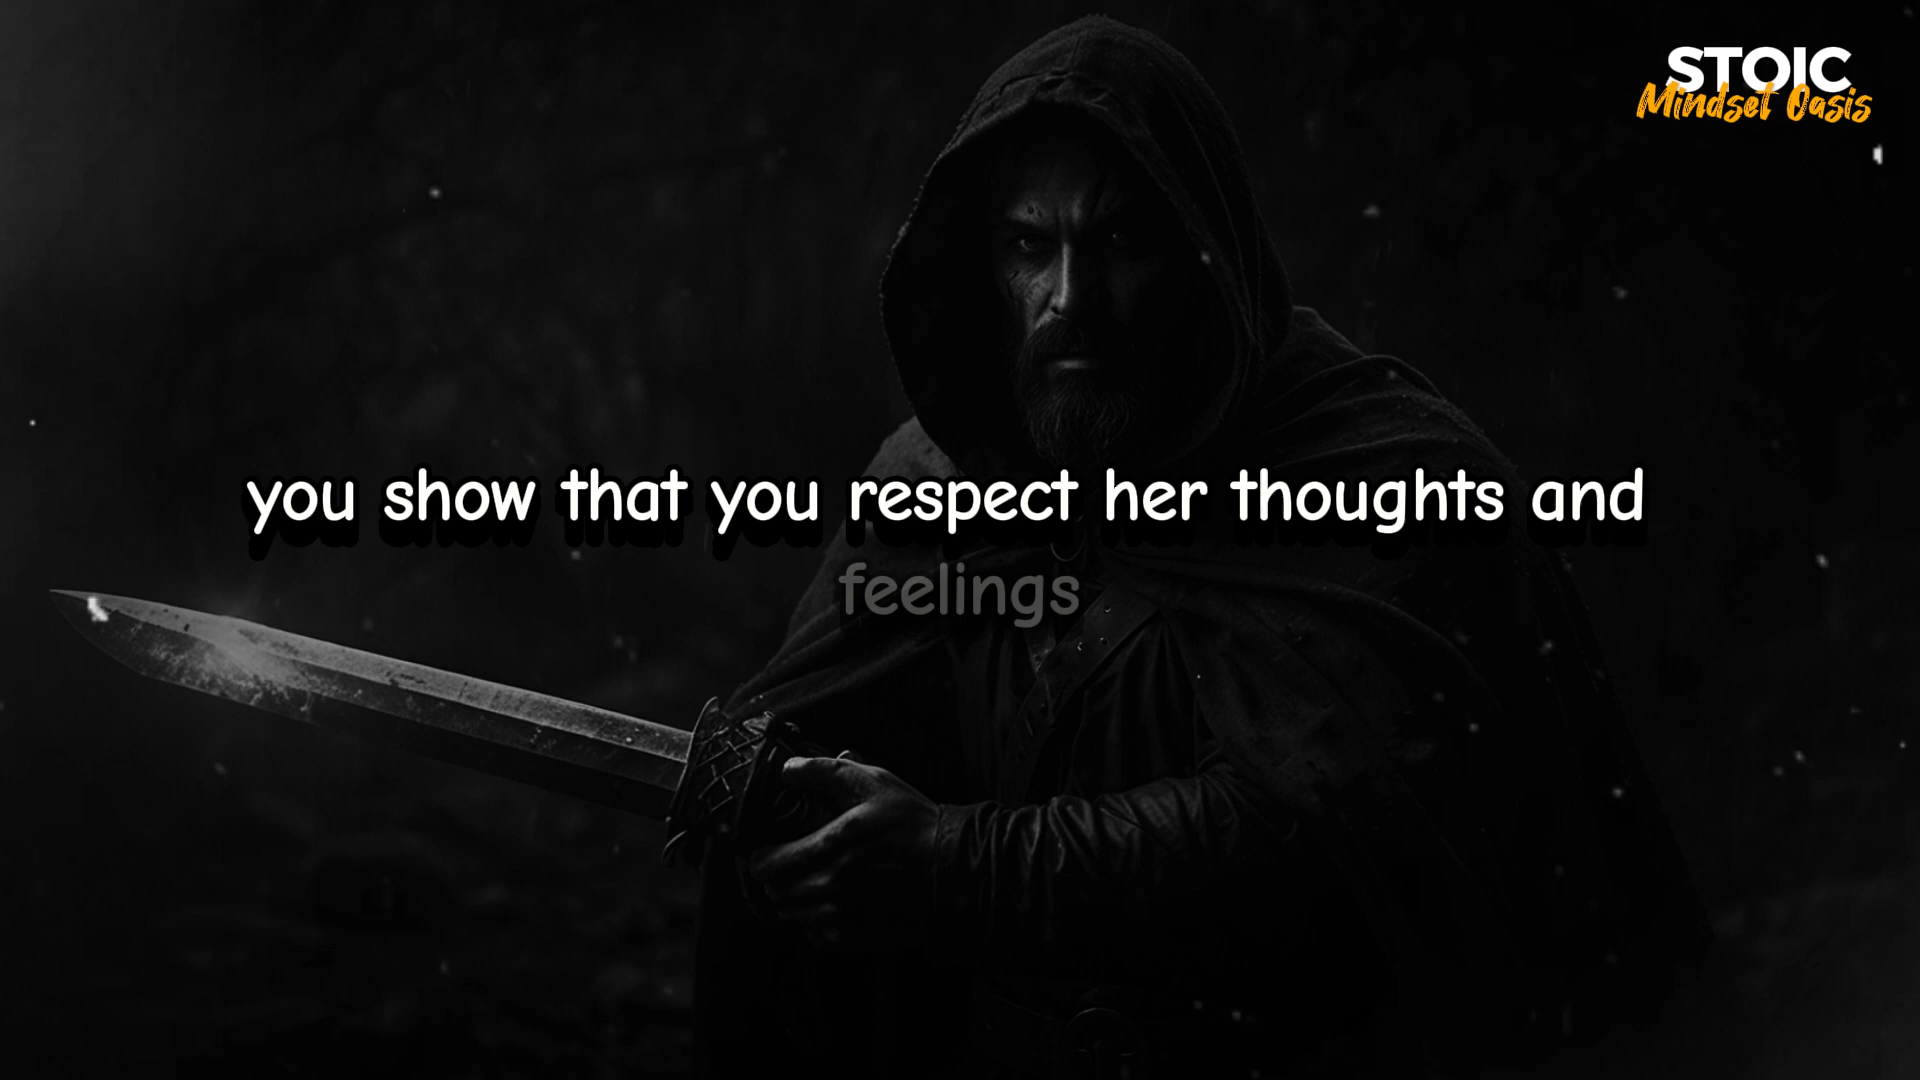 STOIC
Mindset Oasis
you show that you respect her thoughts and
feelings